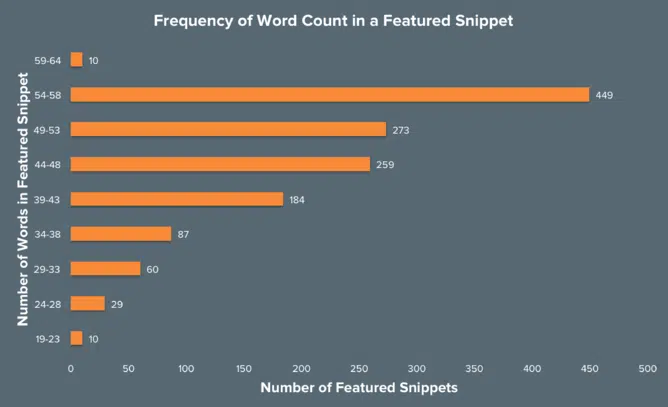 Frequency of Word Count in a Featured Snippet
Number of Words in Featured Snippet
59-64 10
54-58 449
49-53 273
44-48 259
39-43 184
34-38 87
29-33 60
24-28 29
19-23 10
0 50 100 150 200 250 300 350 400 450 500
Number of Featured Snippets